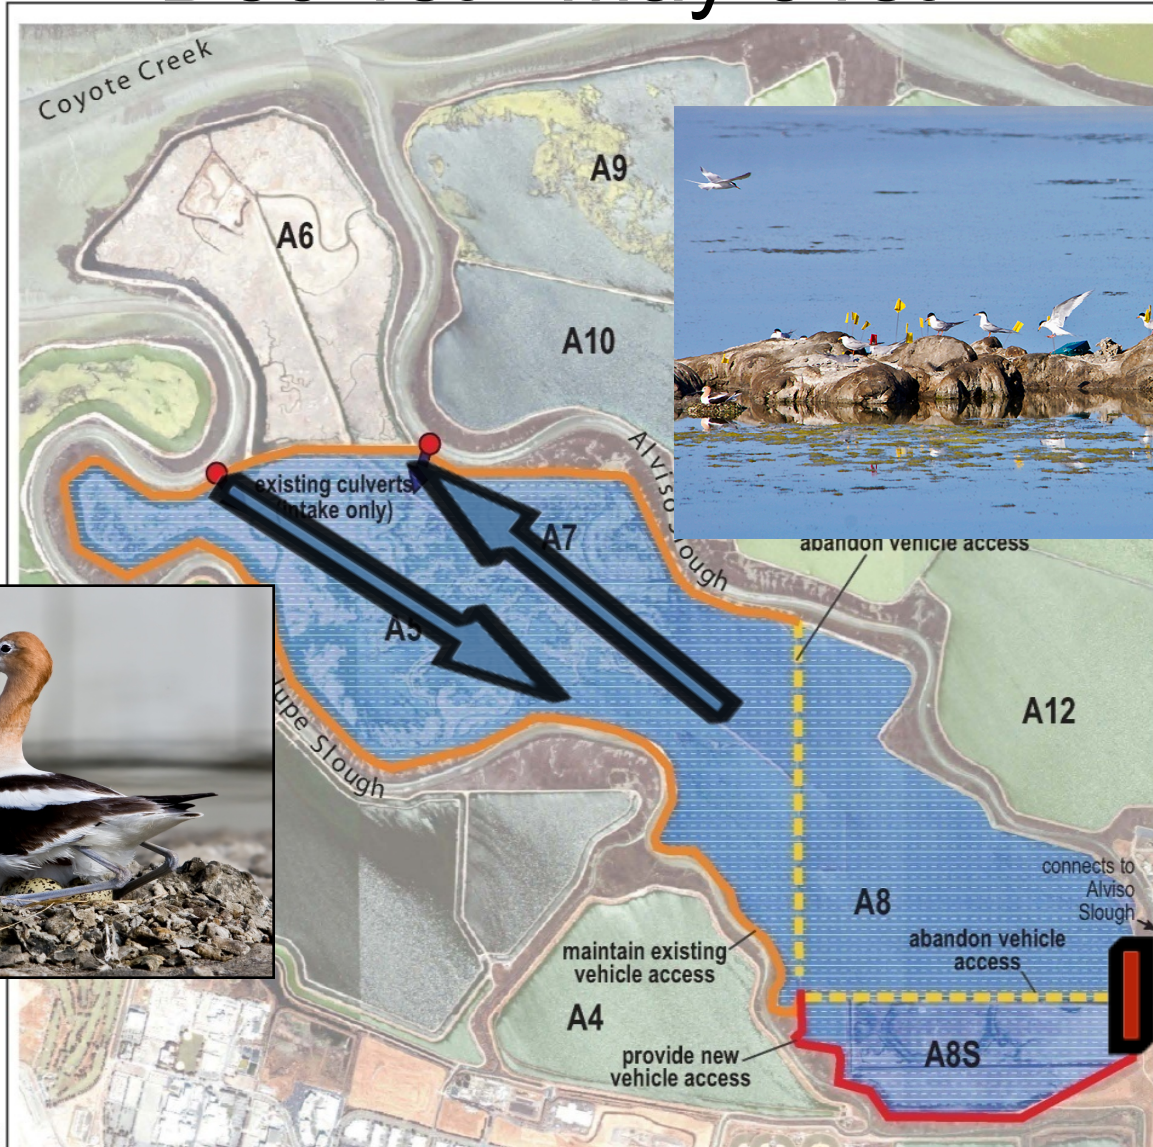 Coyote Creek
A9
A6
A10
Alviso
ough
existing culverts
(intake only)
A7
abandon vehicle access
A5
lupe Slough
A12
A8
connects to
Alviso
Slough
maintain existing
vehicle access
abandon vehicle
access
A4
A8S
provide new
vehicle access